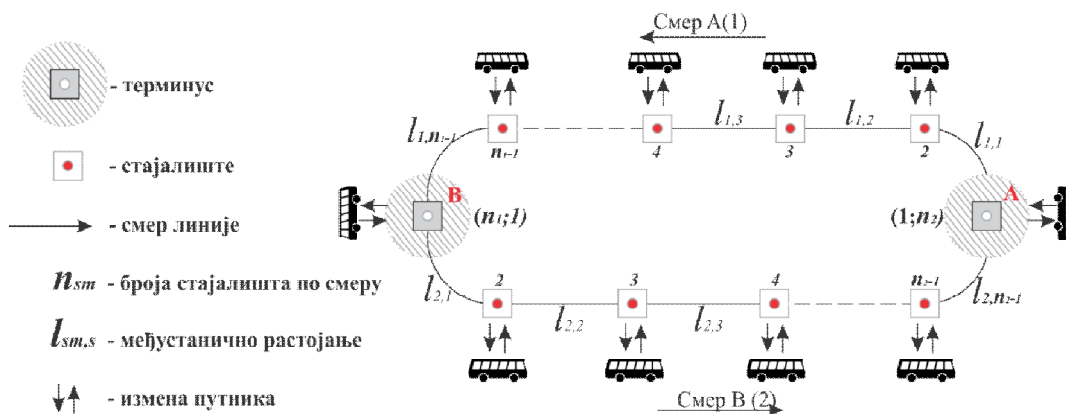 Смер А(1)
- терминус
l1,n1-1
l1,3
l1,2
l1,1
n1-1
4
3
2
- стајалиште
B
A
(n1;1)
(1;n2)
- смер линије
l2,1
2
3
4
n2-1
l2,n2-1
nsm -броја стајалишта по смеру
l2,2
l2,3
lsm,s - међустанично растојање
- измена путника
Смер В (2)